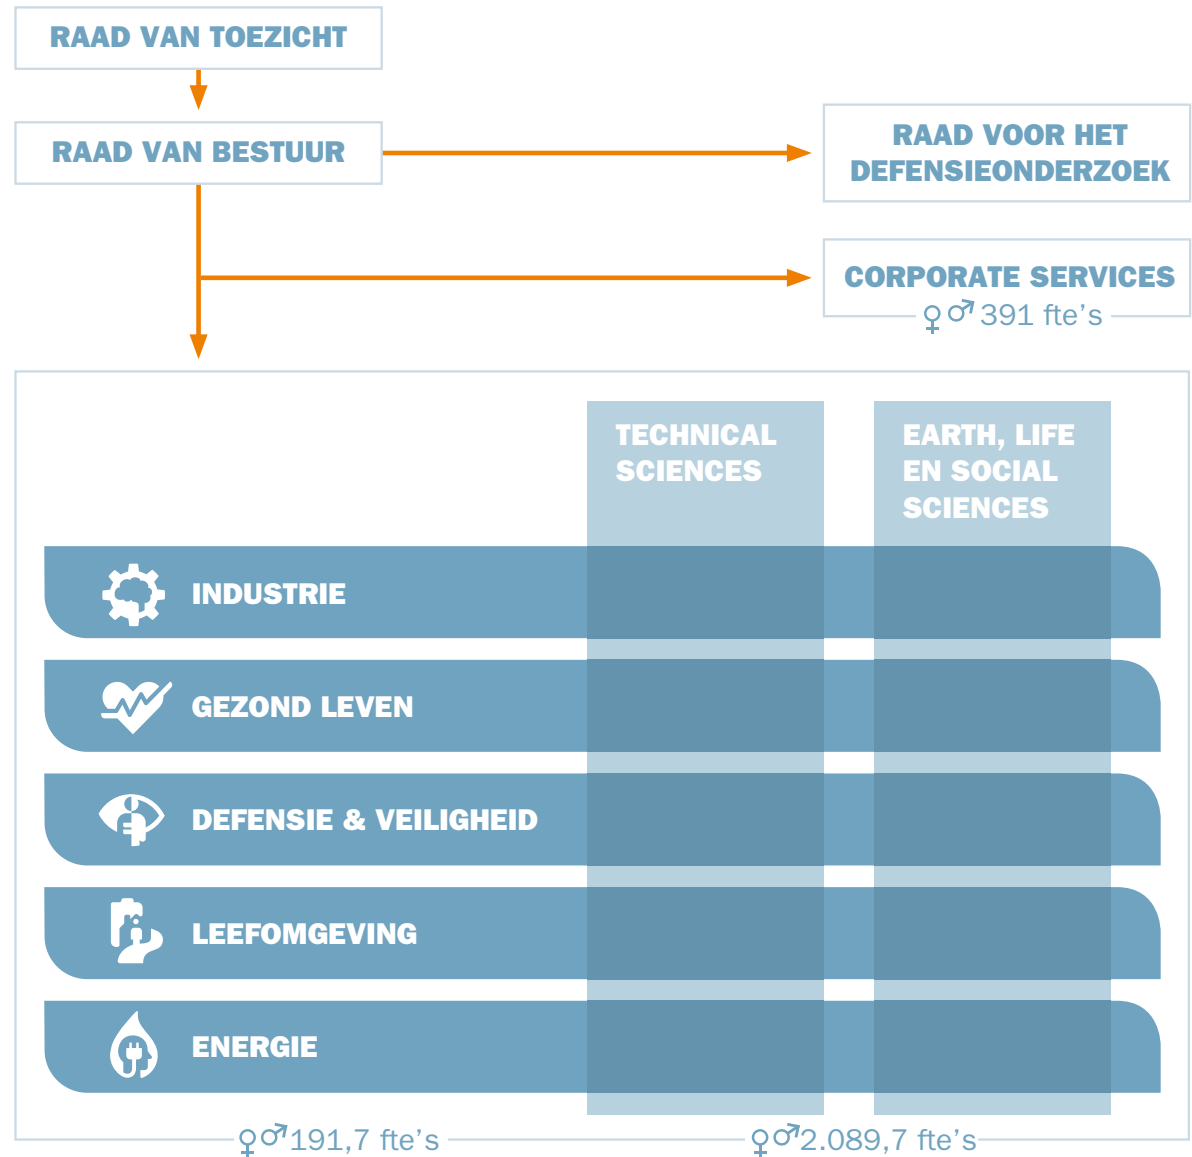 RAAD VAN TOEZICHT
RAAD VAN BESTUUR
RAAD VOOR HET
DEFENSIEONDERZOEK
CORPORATE SERVICES
391 fte's
TECHNICAL
SCIENCES
EARTH, LIFE
EN SOCIAL
SCIENCES
INDUSTRIE
GEZOND LEVEN
DEFENSIE & VEILIGHEID
LEEFOMGEVING
ENERGIE
191,7 fte's
2.089,7 fte's